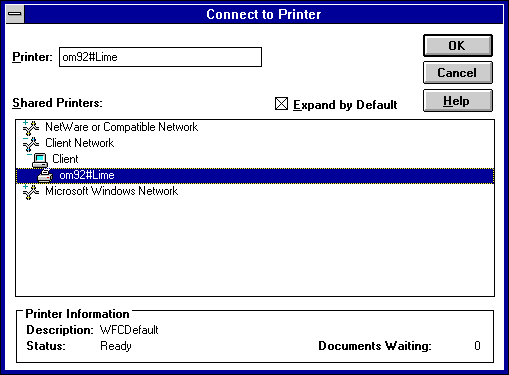 Connect to Printer
Printer: om92#Lime
OK
Cancel
Shared Printers:
Expand by Default
Help
NetWare or Compatible Network
Client Network
Client
om92#Lime
Microsoft Windows Network
Printer Information
Description: WFCDefault
Status: Ready
Documents Waiting: 0